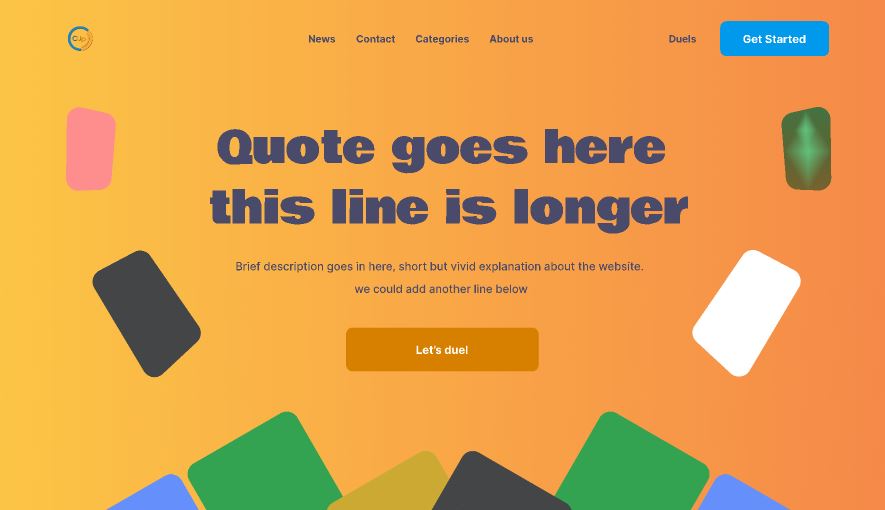 CUp
News Contact Categories About us Duels Get Started
Quote goes here
this line is longer
Brief description goes in here, short but vivid explanation about the website.
we could add another line below
Let's duel